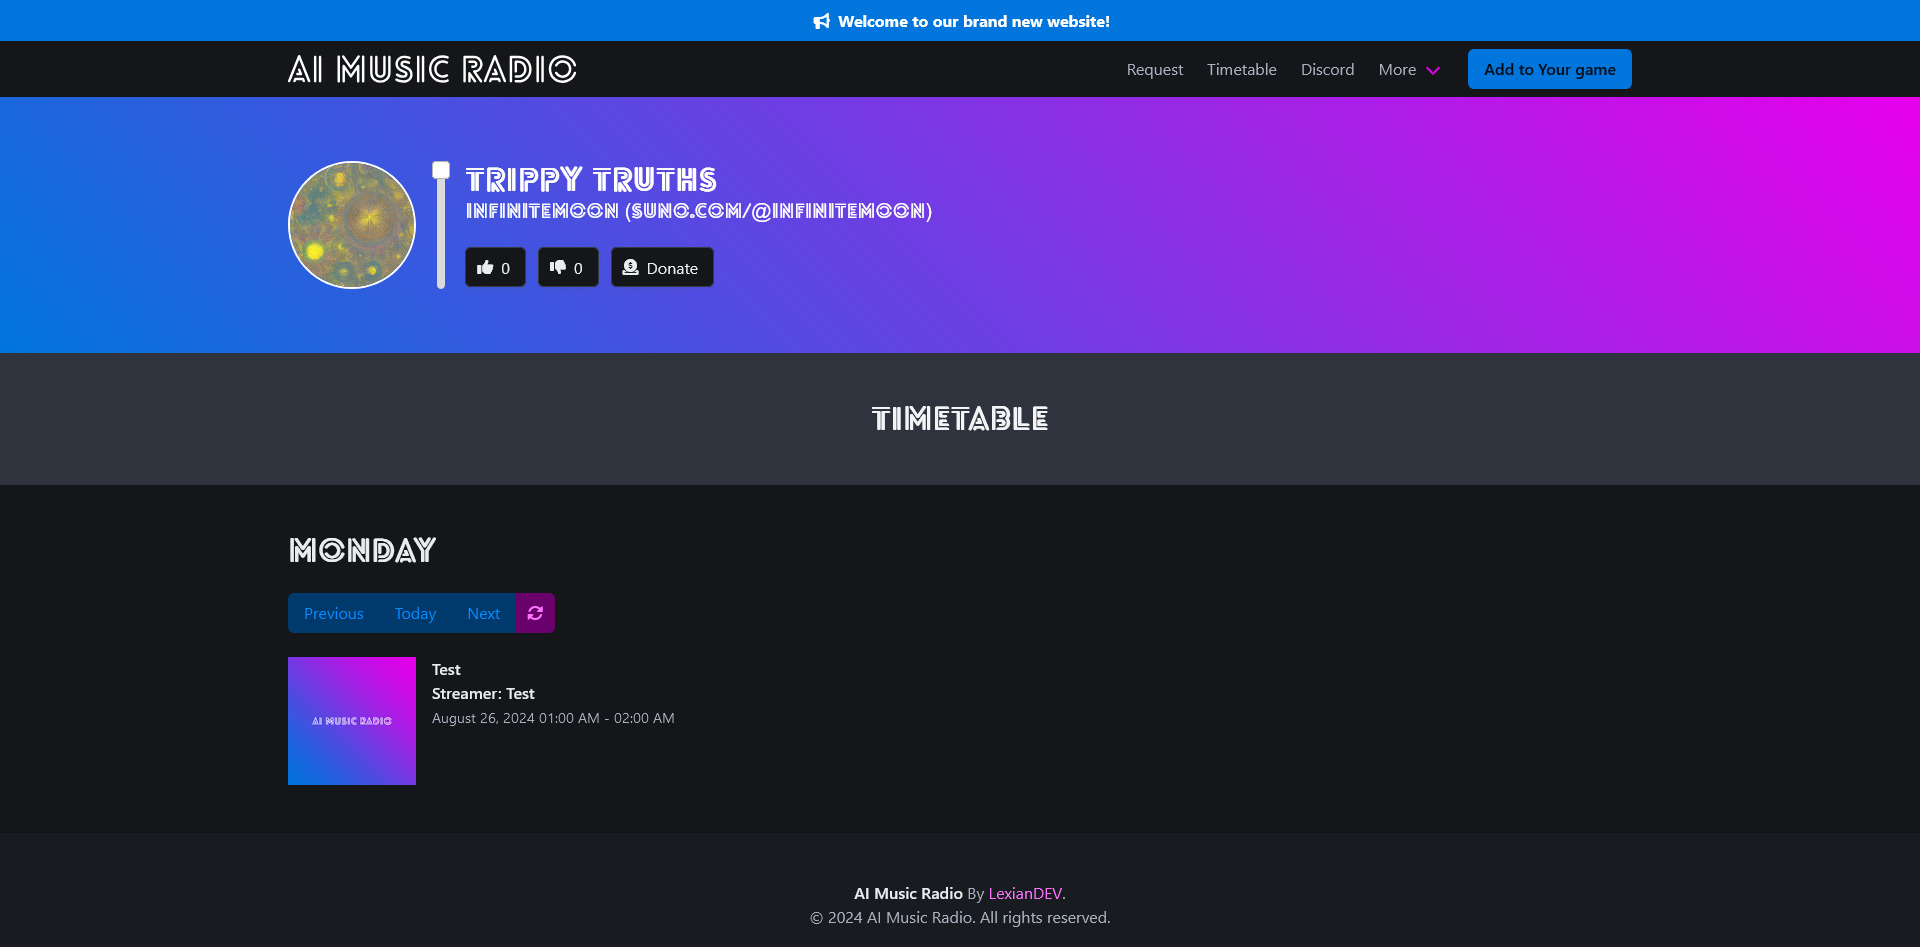 Welcome to our brand new website!
AI MUSIC RADIO
Request Timetable Discord More Add to Your game
TRIPPY TRUTHS
INFINITEMOON (SUNO.COM/@INFINITEMOON)
0 0 Donate
TIMETABLE
MONDAY
Previous Today Next
AI MUSIC RADIO
Test
Streamer: Test
August 26, 2024 01:00 AM - 02:00 AM
AI Music Radio By LexianDEV.
© 2024 AI Music Radio. All rights reserved.